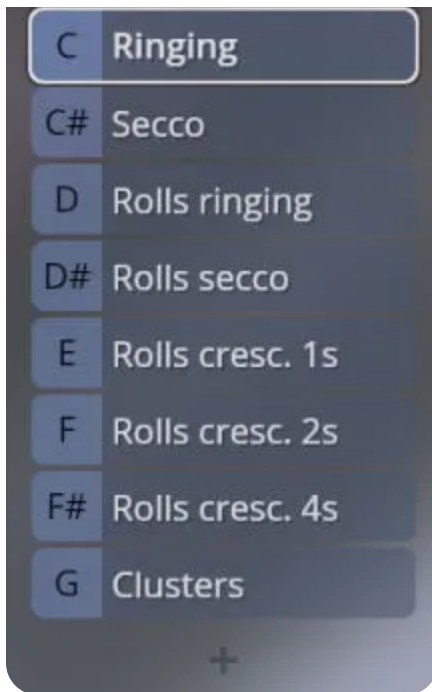 C Ringing
C# Secco
D Rolls ringing
D# Rolls secco
E Rolls cresc. 1s
F Rolls cresc. 2s
F# Rolls cresc. 4s
G Clusters
+